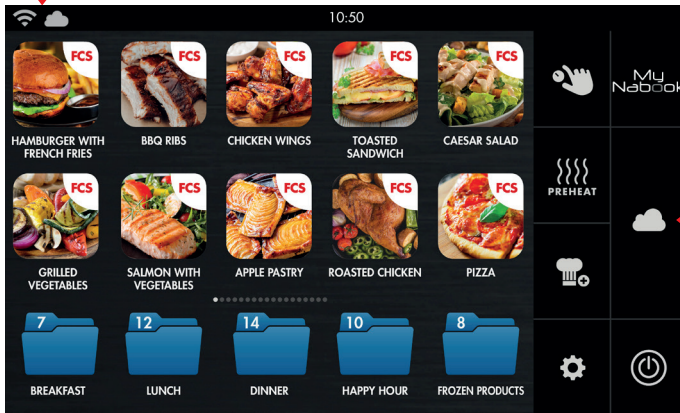 10:50
FCS
FCS
FCS
FCS
FCS
HAMBURGER WITH
FRENCH FRIES
BBQ RIBS
CHICKEN WINGS
TOASTED
SANDWICH
CAESAR SALAD
My
Nabook
FCS
FCS
FCS
FCS
FCS
PREHEAT
GRILLED
VEGETABLES
SALMON WITH
VEGETABLES
APPLE PASTRY
ROASTED CHICKEN
PIZZA
7
12
14
10
8
BREAKFAST
LUNCH
DINNER
HAPPY HOUR
FROZEN PRODUCTS